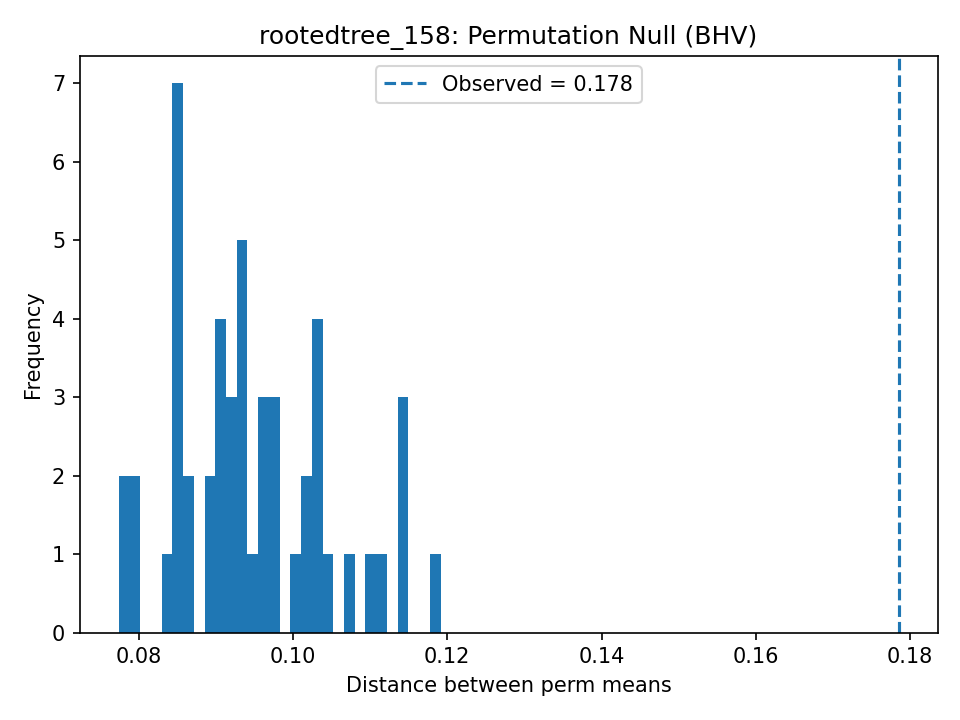 rootedtree_158: Permutation Null (BHV)
Observed = 0.178
Frequency
7
6
5
4
3
2
1
0
0.08 0.10 0.12 0.14 0.16 0.18
Distance between perm means